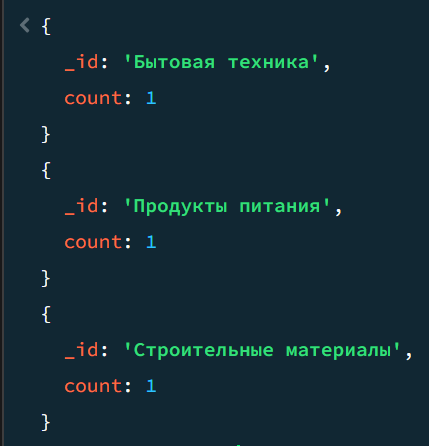 {
_id: 'Бытовая техника',
count: 1
}
{
_id: 'Продукты питания',
count: 1
}
{
_id: 'Строительные материалы',
count: 1
}